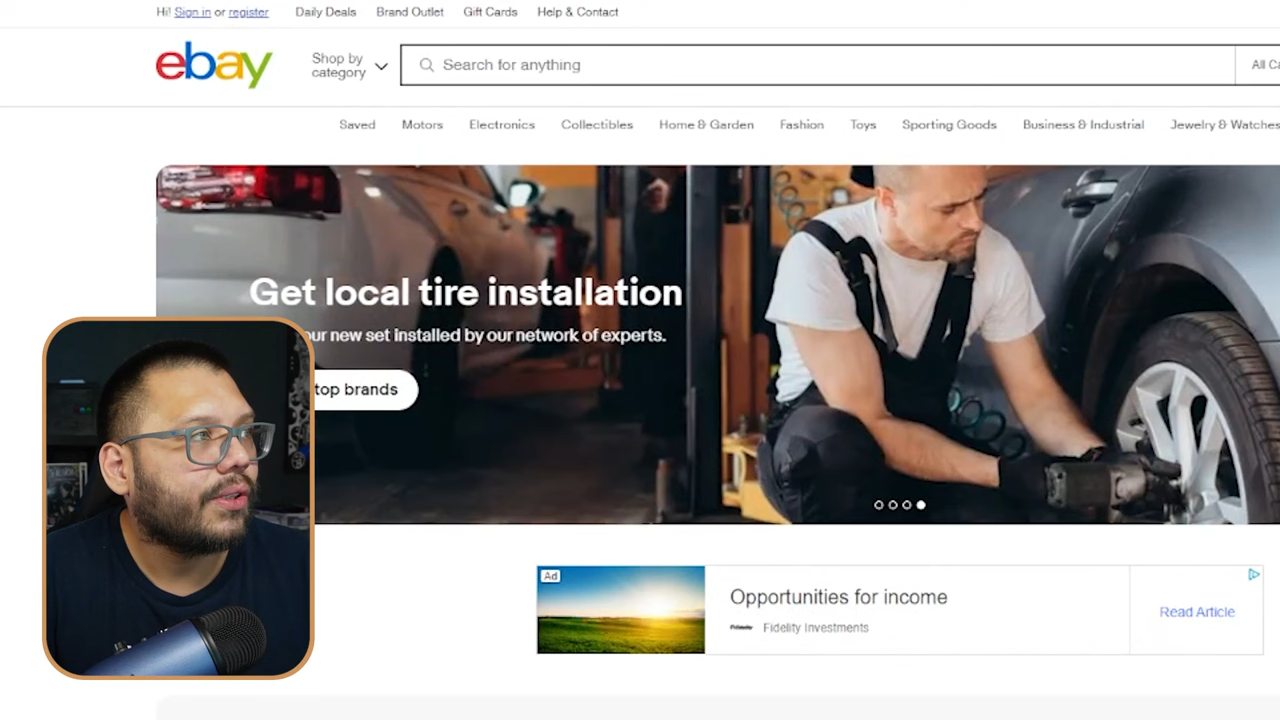 Hi! Sign in or register Daily Deals Brand Outlet Gift Cards Help & Contact
ebay
Shop by category
Search for anything
All Ca
Saved Motors Electronics Collectibles Home & Garden Fashion Toys Sporting Goods Business & Industrial Jewelry & Watches
Get local tire installation
our new set installed by our network of experts.
top brands
Ad
Opportunities for income
Fidelity Investments
Read Article